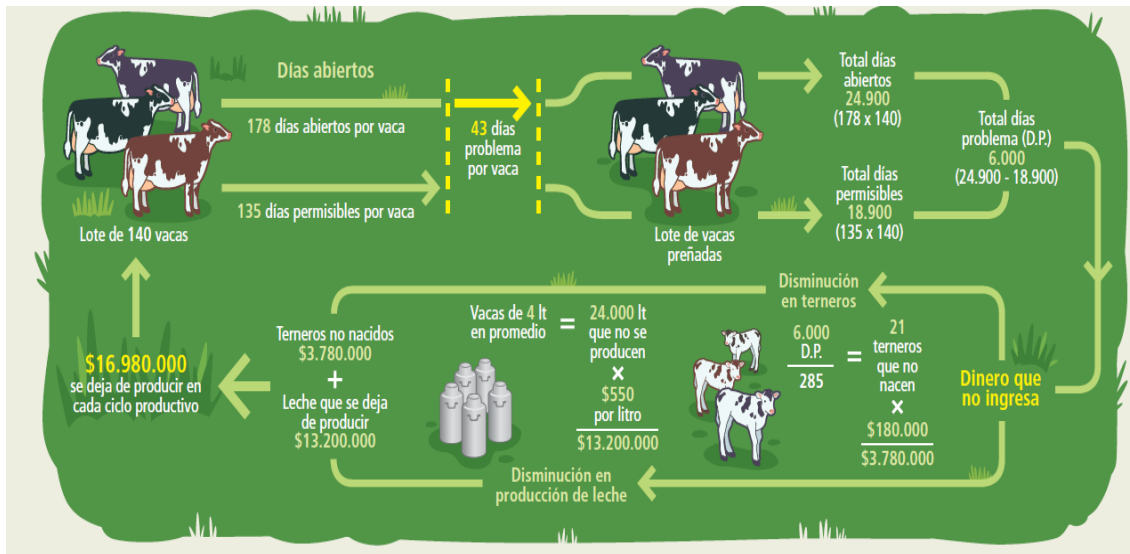 Días abiertos
178 días abiertos por vaca
135 días permisibles por vaca
Lote de 140 vacas
43 días
problema
por vaca
Lote de vacas
preñadas
Total días
abiertos
24.900
(178 x 140)
Total días
permisibles
18.900
(135 x 140)
Total días
problema (D.P.)
6.000
(24.900 - 18.900)
Dinero que
no ingresa
Disminución
en terneros
6.000
D.P.
285
=
21
terneros
que no
nacen
×
$180.000
$3.780.000
Disminución en
producción de leche
Vacas de 4 lt
en promedio
=
24.000 lt
que no se
producen
×
$550
por litro
$13.200.000
Terneros no nacidos
$3.780.000
+
Leche que se deja
de producir
$13.200.000
$16.980.000
se deja de producir en
cada ciclo productivo